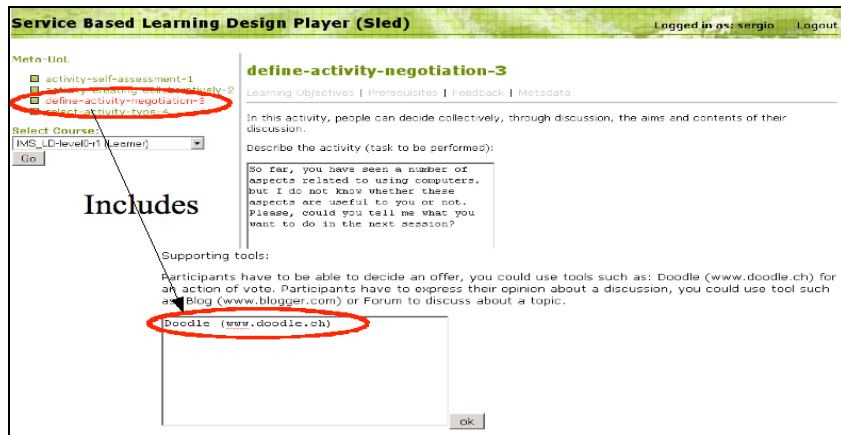 Service Based Learning Design Player (Sled)
Logged in as: sergio Logout
Meta-UoL
activity-self-assessment-1
activity-creating-collaboratively-2
define-activity-negotiation-3
select-activity-type-4
Select Course:
IMS_LD-level0-r1 (Learner)
Go
Includes
define-activity-negotiation-3
Learning Objectives | Prerequisites | Feedback | Metadata
In this activity, people can decide collectively, through discussion, the aims and contents of their
discussion.
Describe the activity (task to be performed):
So far, you have seen a number of
aspects related to using computers,
but I do not know whether these
aspects are useful to you or not.
Please, could you tell me what you
want to do in the next session?
Supporting tools:
Participants have to be able to decide an offer, you could use tools such as: Doodle (www.doodle.ch) for
an action of vote. Participants have to express their opinion about a discussion, you could use tool such
as: Blog (www.blogger.com) or Forum to discuss about a topic.
Doodle (www.doodle.ch)
ok